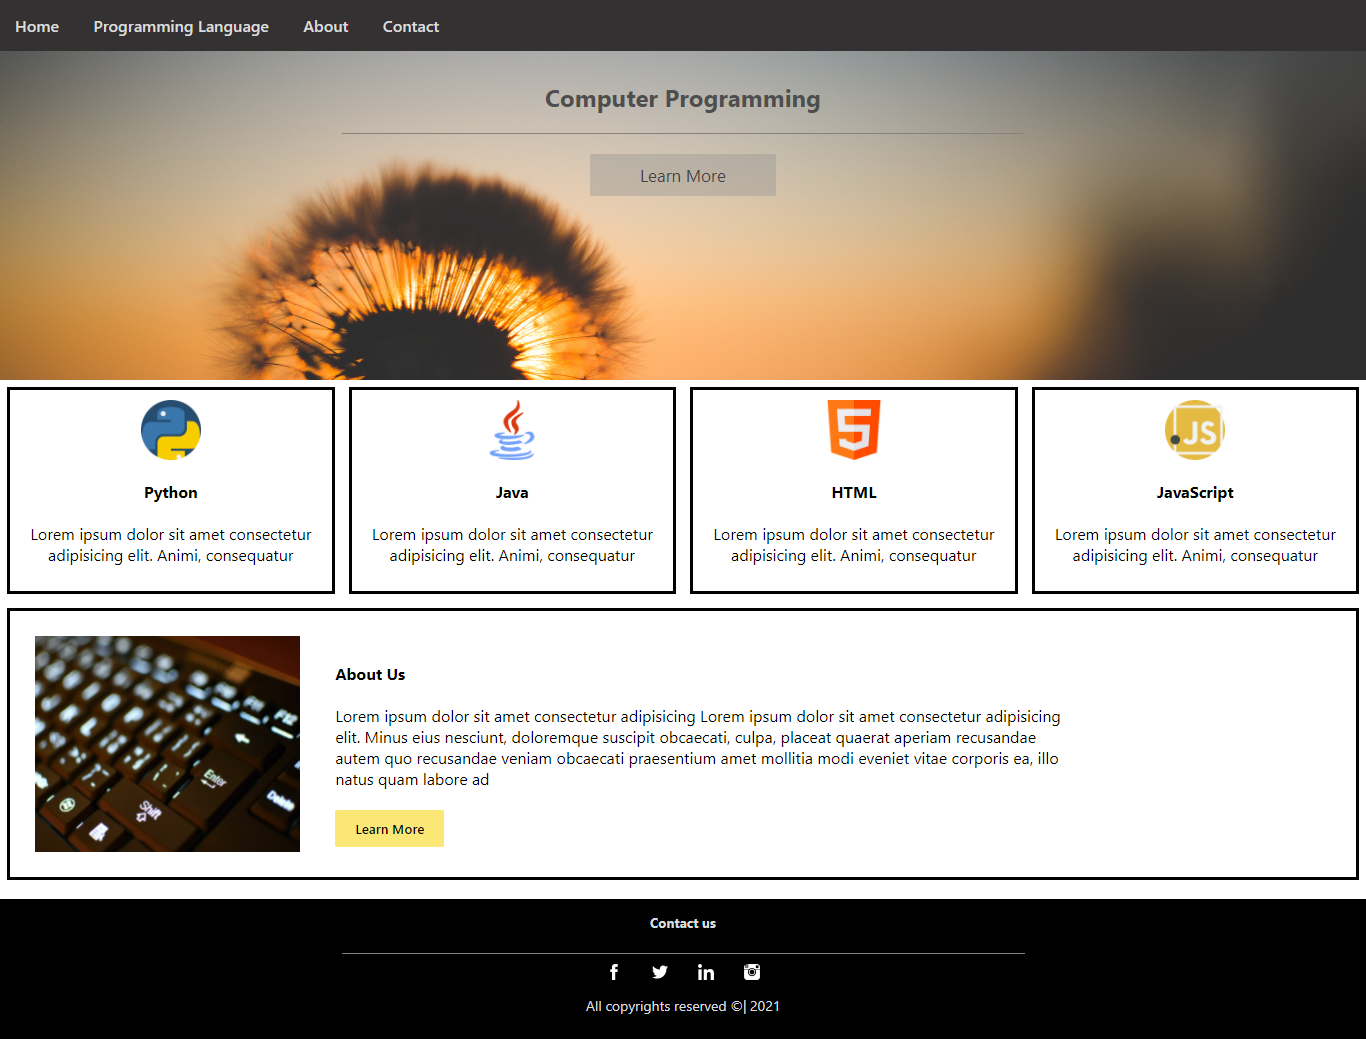 Home Programming Language About Contact
Computer Programming
Learn More
5
JS
Python
Java
HTML
JavaScript
Lorem ipsum dolor sit amet consectetur
adipisicing elit. Animi, consequatur
Lorem ipsum dolor sit amet consectetur
adipisicing elit. Animi, consequatur
Lorem ipsum dolor sit amet consectetur
adipisicing elit. Animi, consequatur
Lorem ipsum dolor sit amet consectetur
adipisicing elit. Animi, consequatur
F11
F12
Enter
Shift
Delete
About Us
Lorem ipsum dolor sit amet consectetur adipisicing Lorem ipsum dolor sit amet consectetur adipisicing
elit. Minus eius nesciunt, doloremque suscipit obcaecati, culpa, placeat quaerat aperiam recusandae
autem quo recusandae veniam obcaecati praesentium amet mollitia modi eveniet vitae corporis ea, illo
natus quam labore ad
Learn More
Contact us
All copyrights reserved ©| 2021